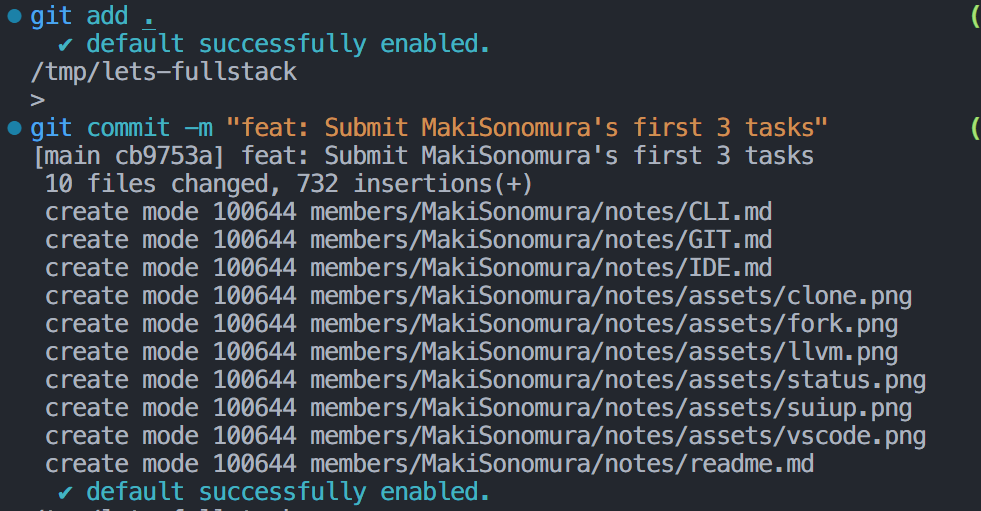 git add .
✔ default successfully enabled.
/tmp/lets-fullstack
>
git commit -m "feat: Submit MakiSonomura's first 3 tasks"
[main cb9753a] feat: Submit MakiSonomura's first 3 tasks
10 files changed, 732 insertions(+)
create mode 100644 members/MakiSonomura/notes/CLI.md
create mode 100644 members/MakiSonomura/notes/GIT.md
create mode 100644 members/MakiSonomura/notes/IDE.md
create mode 100644 members/MakiSonomura/notes/assets/clone.png
create mode 100644 members/MakiSonomura/notes/assets/fork.png
create mode 100644 members/MakiSonomura/notes/assets/llvm.png
create mode 100644 members/MakiSonomura/notes/assets/status.png
create mode 100644 members/MakiSonomura/notes/assets/suiup.png
create mode 100644 members/MakiSonomura/notes/assets/vscode.png
create mode 100644 members/MakiSonomura/notes/readme.md
✔ default successfully enabled.